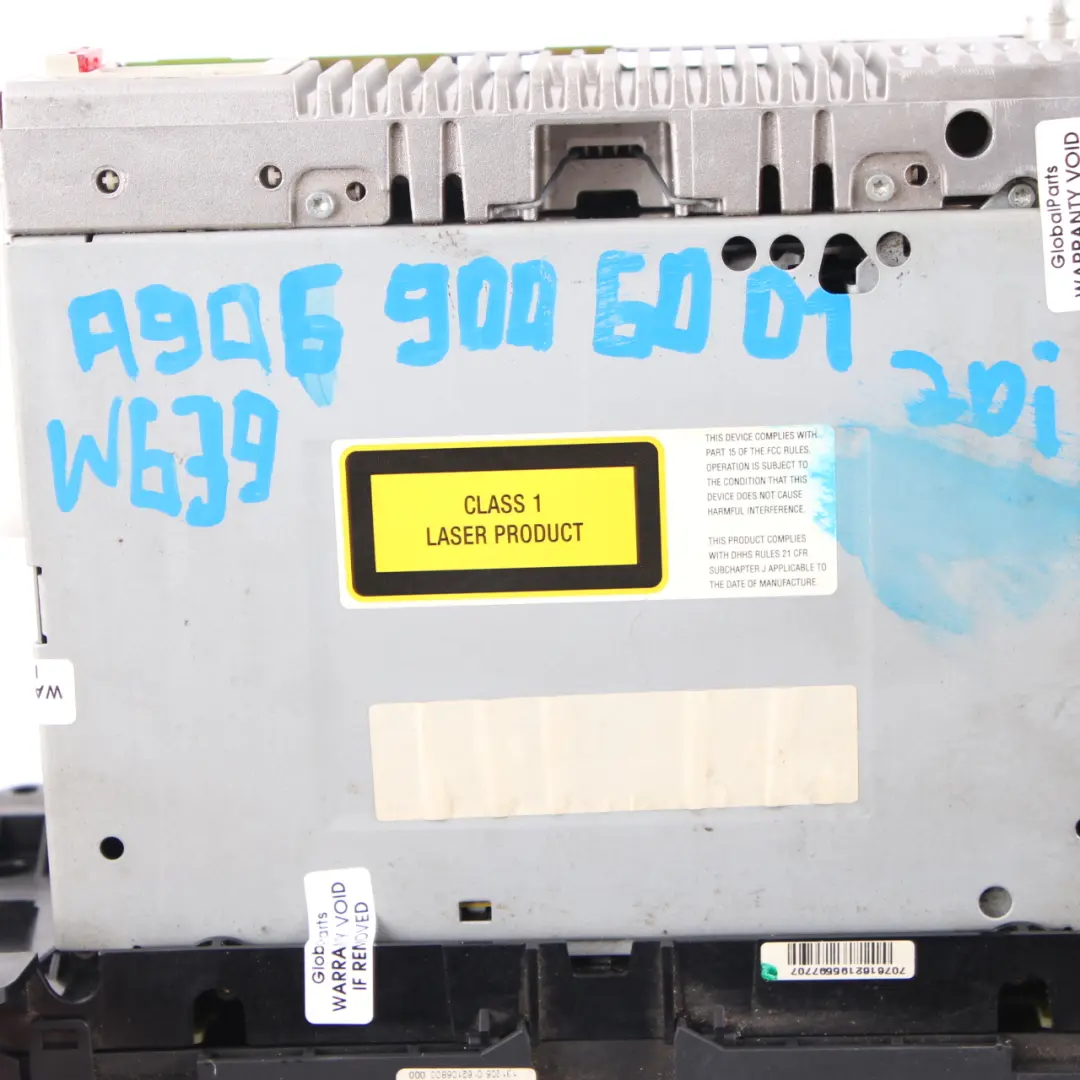 GlobalParts
WARRANTY VOID
A906 900 60 01
W639
20i
CLASS 1
LASER PRODUCT
THIS DEVICE COMPLIES WITH
PART 15 OF THE FCC RULES.
OPERATION IS SUBJECT TO
THE CONDITION THAT THIS
DEVICE DOES NOT CAUSE
HARMFUL INTERFERENCE.
THIS PRODUCT COMPLIES
WITH DHHS RULES 21 CFR
SUBCHAPTER J APPLICABLE TO
THE DATE OF MANUFACTURE.
WA
GlobalParts
WARRANTY VOID
IF REMOVED
7076162195597707